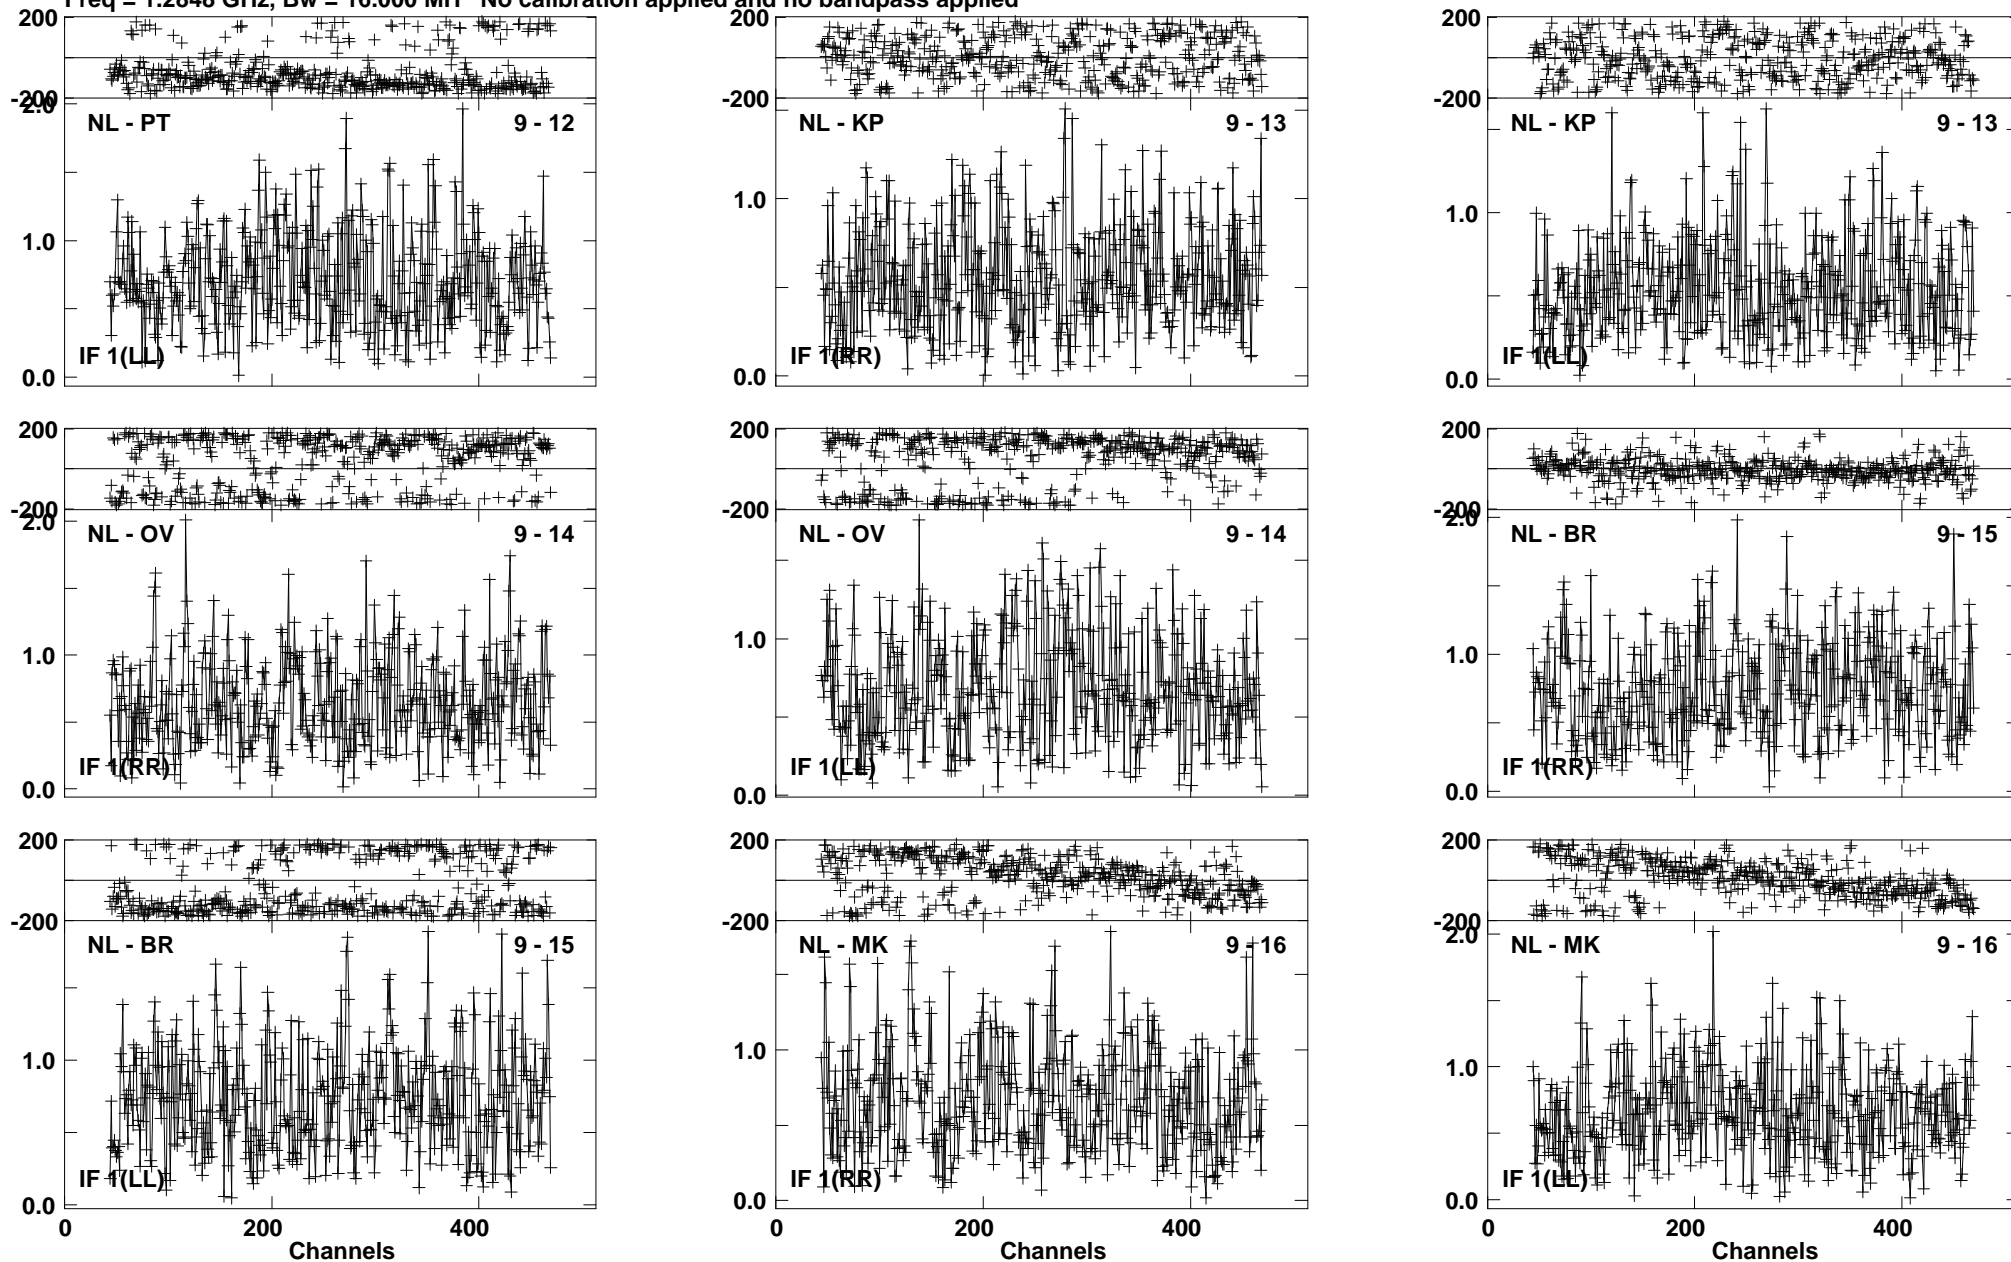 Freq = 1.2848 GHz, Bw = 16.000 MH No calibration applied and no bandpass applied
200
-200
2.0
1.0
0.0
NL - PT
9 - 12
IF 1(LL)
200
-200
1.0
0.0
NL - KP
9 - 13
IF 1(RR)
200
-200
1.0
0.0
NL - KP
9 - 13
IF 1(LL)
200
-200
2.0
1.0
0.0
NL - OV
9 - 14
IF 1(RR)
200
-200
1.0
0.0
NL - OV
9 - 14
IF 1(LL)
200
-200
2.0
1.0
0.0
NL - BR
9 - 15
IF 1(RR)
200
-200
1.0
0.0
NL - BR
9 - 15
IF 1(LL)
0 200 400
Channels
200
-200
1.0
0.0
NL - MK
9 - 16
IF 1(RR)
200 400
200
-200
2.0
1.0
0.0
NL - MK
9 - 16
IF 1(LL)
0 200 400
Channels